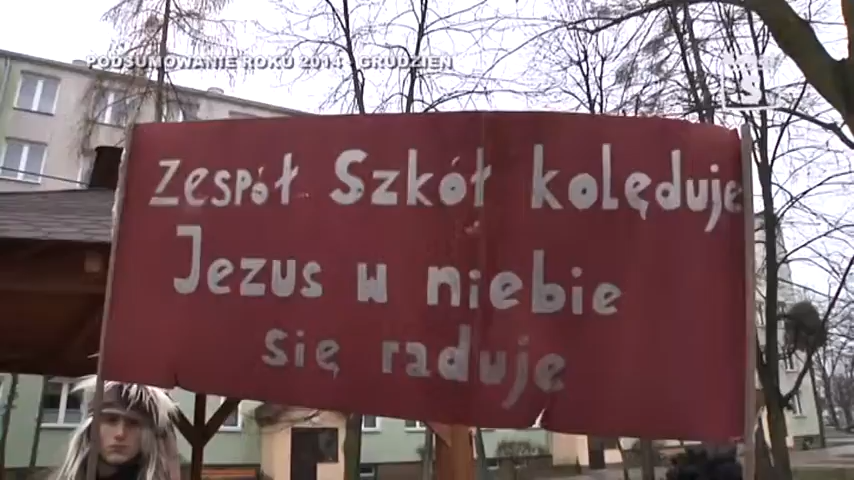 PODSUMOWANIE ROKU 2014 - GRUDZIEŃ
Zespół Szkół kolęduje
Jezus w niebie
się raduje